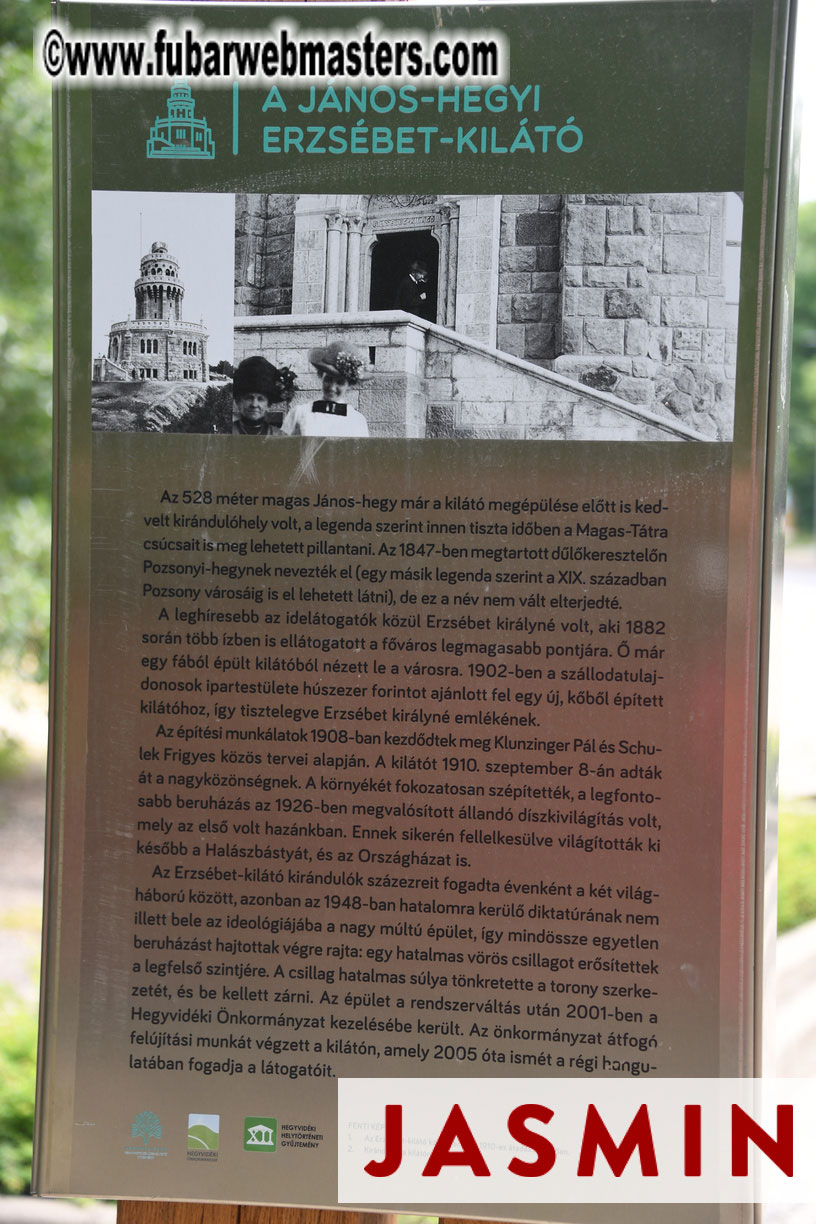 ©www.fubarwebmasters.com
A JÁNOS-HEGYI
ERZSÉBET-KILÁTÓ
Az 528 méter magas János-hegy már a kilátó megépülése előtt is ked-
velt kirándulóhely volt, a legenda szerint innen tiszta időben a Magas-Tátra
csúcsait is meg lehetett pillantani. Az 1847-ben megtartott dűlőkeresztelőn
Pozsonyi-hegynek nevezték el (egy másik legenda szerint a XIX. században
Pozsony városáig is el lehetett látni), de ez a név nem vált elterjedté.
A leghíresebb az idelátogatók közül Erzsébet királyné volt, aki 1882
során több ízben is ellátogatott a főváros legmagasabb pontjára. Ő már
egy fából épült kilátóból nézett le a városra. 1902-ben a szállodatulaj-
donosok ipartestülete húszezer forintot ajánlott fel egy új, kőből épített
kilátóhoz, így tisztelegve Erzsébet királyné emlékének.
Az építési munkálatok 1908-ban kezdődtek meg Klunzinger Pál és Schu-
lek Frigyes közös tervei alapján. A kilátót 1910. szeptember 8-án adták
át a nagyközönségnek. A környékét fokozatosan szépítették, a legfonto-
sabb beruházás az 1926-ben megvalósított állandó díszkivilágítás volt,
mely az első volt hazánkban. Ennek sikerén fellelkesülve világították ki
később a Halászbástyát, és az Országházat is.
Az Erzsébet-kilátó kirándulók százezreit fogadta évenként a két világ-
háború között, azonban az 1948-ban hatalomra kerülő diktatúrának nem
illett bele az ideológiájába a nagy múltú épület, így mindössze egyetlen
beruházást hajtottak végre rajta: egy hatalmas vörös csillagot erősítettek
a legfelső szintjére. A csillag hatalmas súlya tönkretette a torony szerke-
zetét, és be kellett zárni. Az épület a rendszerváltás után 2001-ben a
Hegyvidéki Önkormányzat kezelésébe került. Az önkormányzat átfogó
felújítási munkát végzett a kilátón, amely 2005 óta ismét a régi hangu-
latában fogadja a látogatóit.
HEGYVIDÉK
XII
HEGYVIDÉKI
HELYTÖRTÉNETI
GYŰJTEMÉNY
JASMIN